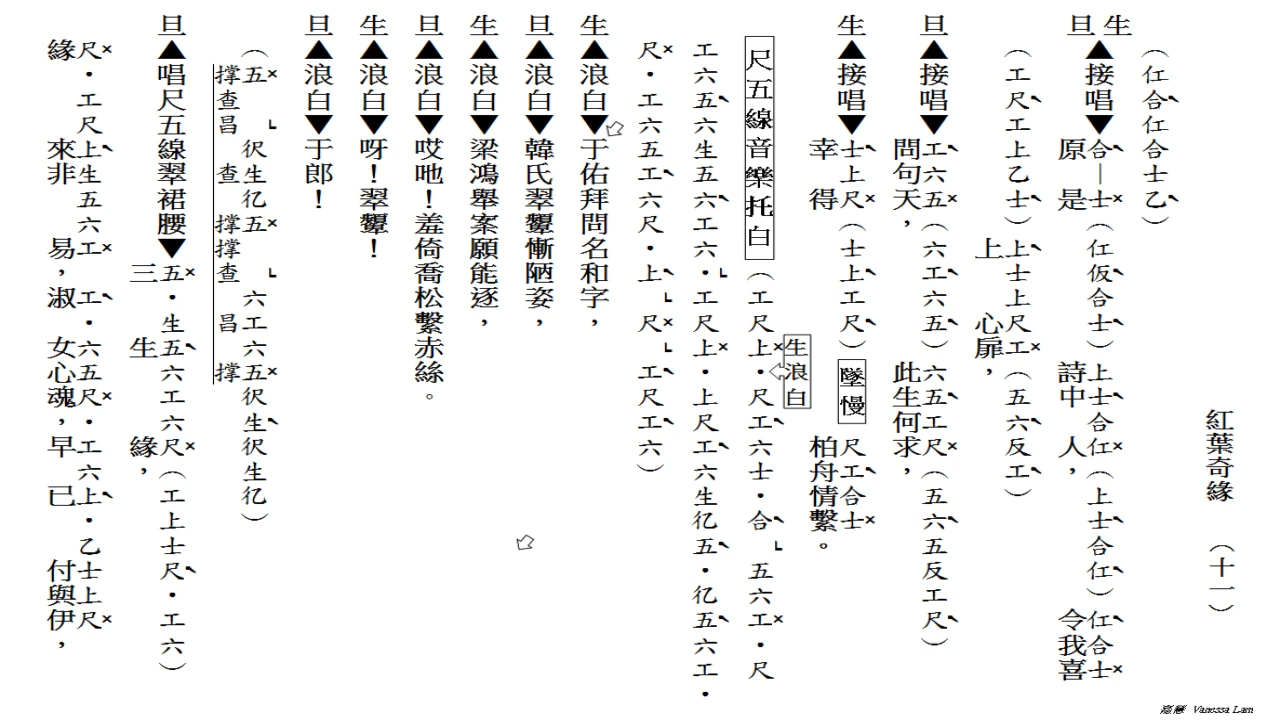 紅葉奇緣 （十一）
（仜合仜合士乙）
生旦▲接唱▼合—士（仜仮合士）上士合仜（上士合仜）仜合士
原是詩中人，令我喜
（工尺工上乙士）上士上尺工（五六反工）
上心扉，
旦▲接唱▼工六五（六工六五）六五工尺（五六五反工尺）
問句天，此生何求，
生▲接唱▼士上尺（士上工尺）墜慢 尺工合士
幸得柏舟情繫。
生浪白
尺五線音樂托白（工尺上·尺工六士·合五六工·尺
工六五六生五六工六·工尺上·上尺工六生伬五·伬五六工·
尺·工六五工六尺·上尺工尺工六）
生▲浪白▼于佑拜問名和字，
旦▲浪白▼韓氏翠顰慚陋姿，
生▲浪白▼梁鴻舉案願能逐，
旦▲浪白▼哎吔！羞倚喬松繫赤絲。
生▲浪白▼呀！翠顰！
旦▲浪白▼于郎！
（五伬生伬五六工六五伬生伬生伬）
撐查昌查撐撐查昌撐
旦▲唱尺五線翠裙腰▼五·生五六工六尺（工上士尺·工六）
三生緣，
尺·工尺上生五六工工·六五尺·工六上·乙士上尺
緣來非易，淑女心魂，早已付與伊，
Vanessa Lam